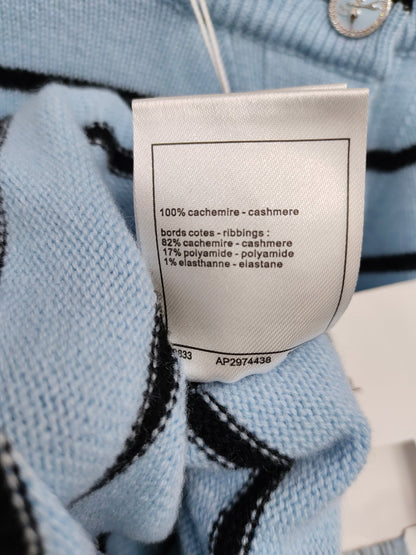 100% cachemire - cashmere
bords cotes - ribbings :
82% cachemire - cashmere
17% polyamide - polyamide
1% elasthanne - elastane
AP2974438